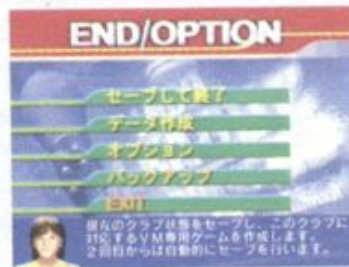 END/OPTION
セーブして終了
データ作成
オプション
バックアップ
EXIT
現在のクラブ状態をセーブし、このクラブに
対応するVM専用ゲームを作成します。
2回目からは自動的にセーブを行います。